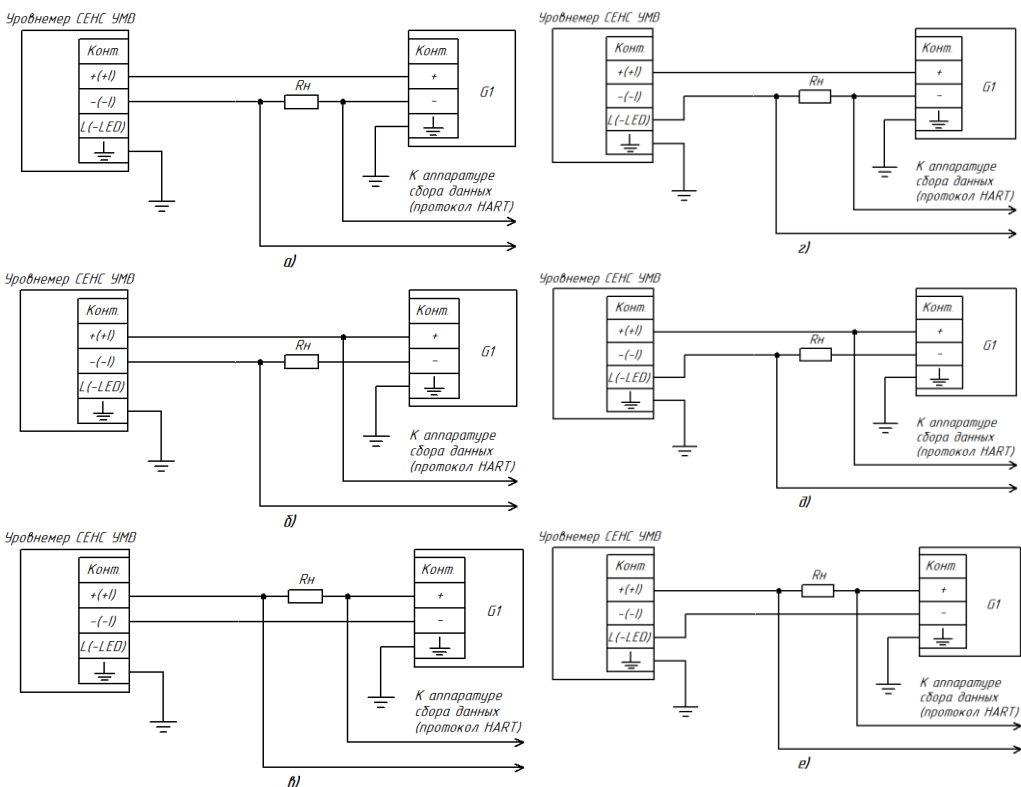 Уровнемер СЕНС УМВ
Конт.
+(+I)
-(-I)
L(-LED)
Rн
Конт.
+
-
G1
К аппаратуре
сбора данных
(протокол HART)
а)
Уровнемер СЕНС УМВ
Конт.
+(+I)
-(-I)
L(-LED)
Rн
Конт.
+
-
G1
К аппаратуре
сбора данных
(протокол HART)
г)
Уровнемер СЕНС УМВ
Конт.
+(+I)
-(-I)
L(-LED)
Rн
Конт.
+
-
G1
К аппаратуре
сбора данных
(протокол HART)
б)
Уровнемер СЕНС УМВ
Конт.
+(+I)
-(-I)
L(-LED)
Rн
Конт.
+
-
G1
К аппаратуре
сбора данных
(протокол HART)
д)
Уровнемер СЕНС УМВ
Конт.
+(+I)
-(-I)
L(-LED)
Rн
Конт.
+
-
G1
К аппаратуре
сбора данных
(протокол HART)
в)
Уровнемер СЕНС УМВ
Конт.
+(+I)
-(-I)
L(-LED)
Rн
Конт.
+
-
G1
К аппаратуре
сбора данных
(протокол HART)
е)